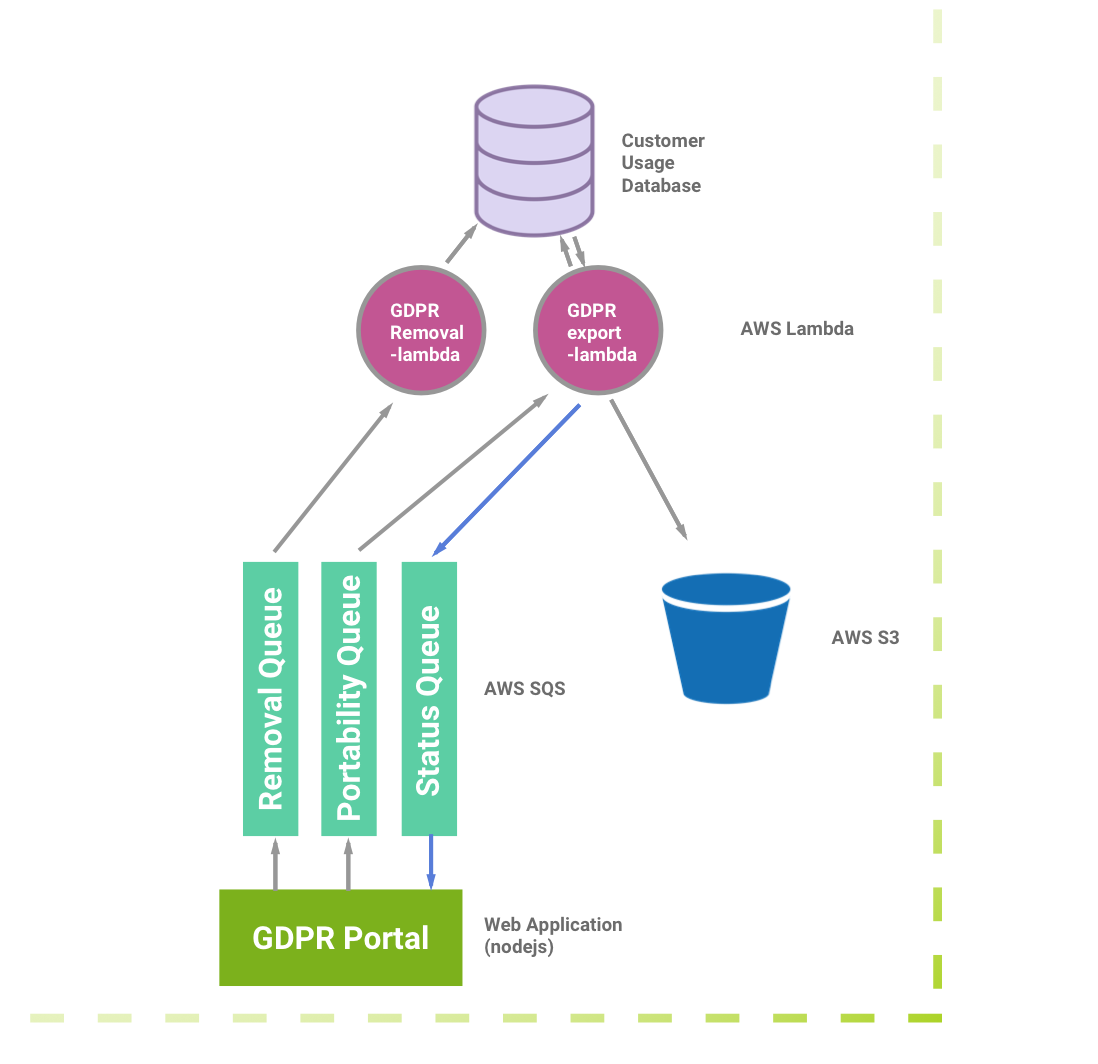 Customer
Usage
Database
GDPR
Removal
-lambda
GDPR
export
-lambda
AWS Lambda
Removal Queue
Portability Queue
Status Queue
AWS SQS
AWS S3
GDPR Portal
Web Application
(nodejs)